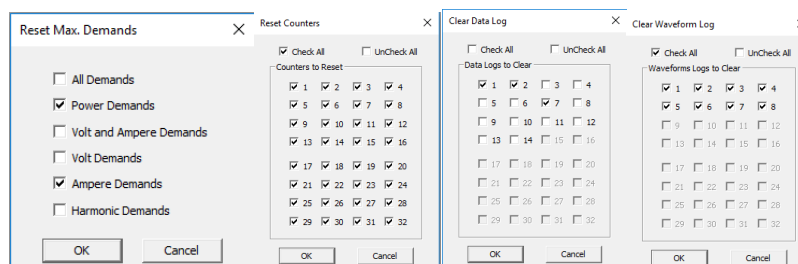 Reset Max. Demands
All Demands
Power Demands
Volt and Ampere Demands
Volt Demands
Ampere Demands
Harmonic Demands
OK Cancel
Reset Counters
Check All UnCheck All
Counters to Reset
1 2 3 4
5 6 7 8
9 10 11 12
13 14 15 16
17 18 19 20
21 22 23 24
25 26 27 28
29 30 31 32
OK Cancel
Clear Data Log
Check All UnCheck All
Data Logs to Clear
1 2 3 4
5 6 7 8
9 10 11 12
13 14 15 16
17 18 19 20
21 22 23 24
25 26 27 28
29 30 31 32
OK Cancel
Clear Waveform Log
Check All UnCheck All
Waveforms Logs to Clear
1 2 3 4
5 6 7 8
9 10 11 12
13 14 15 16
17 18 19 20
21 22 23 24
25 26 27 28
29 30 31 32
OK Cancel